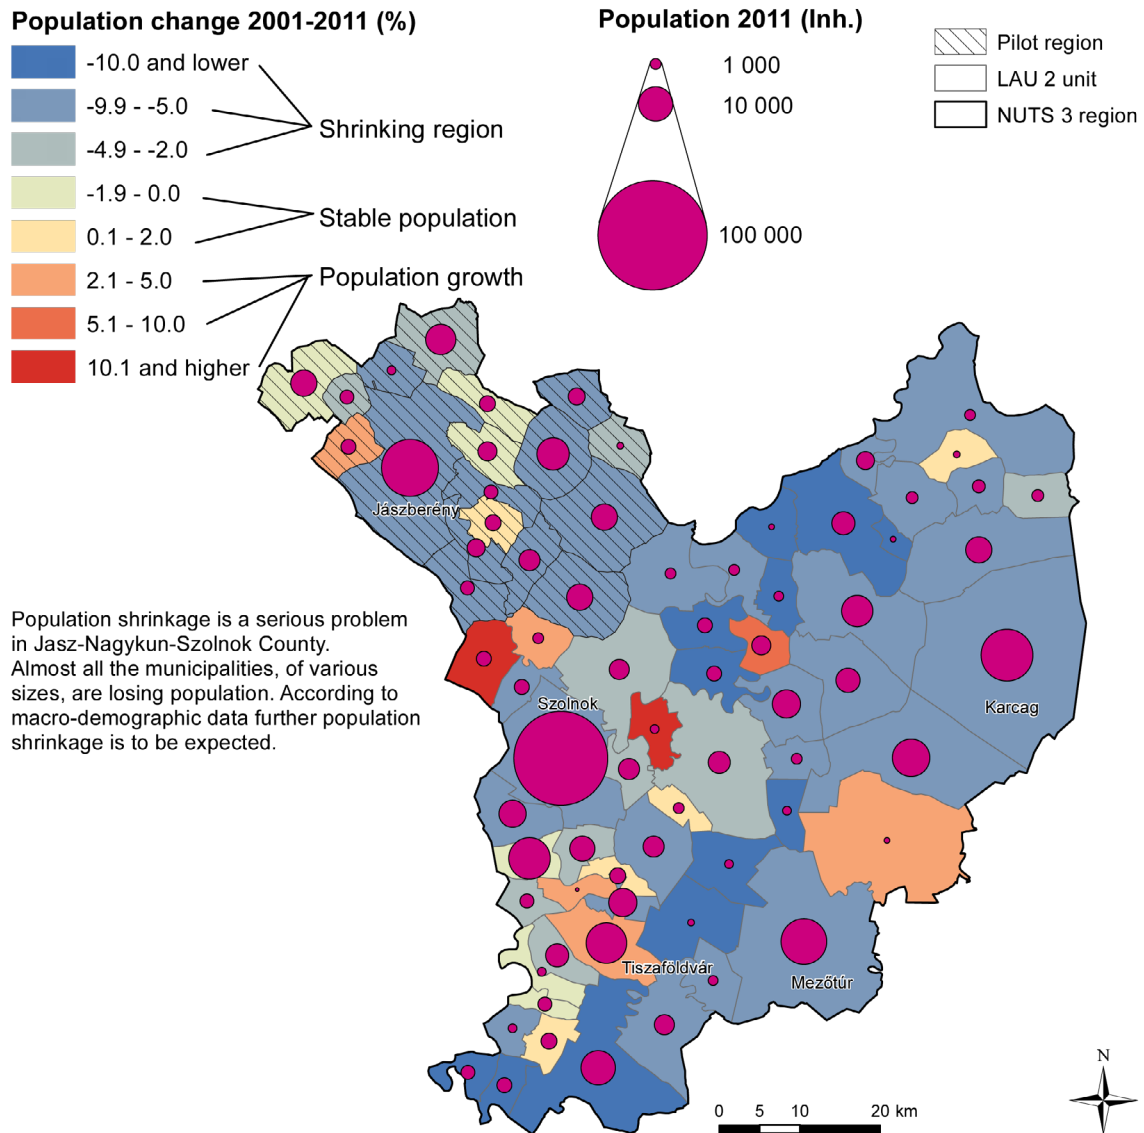 Population change 2001-2011 (%)
-10.0 and lower
-9.9 - -5.0
-4.9 - -2.0
-1.9 - 0.0
0.1 - 2.0
2.1 - 5.0
5.1 - 10.0
10.1 and higher
Shrinking region
Stable population
Population growth
Population 2011 (Inh.)
1 000
10 000
100 000
Pilot region
LAU 2 unit
NUTS 3 region
Jászberény
Szolnok
Karcag
Tiszaföldvár
Mezőtúr
Population shrinkage is a serious problem
in Jasz-Nagykun-Szolnok County.
Almost all the municipalities, of various
sizes, are losing population. According to
macro-demographic data further population
shrinkage is to be expected.
N
0 5 10 20 km